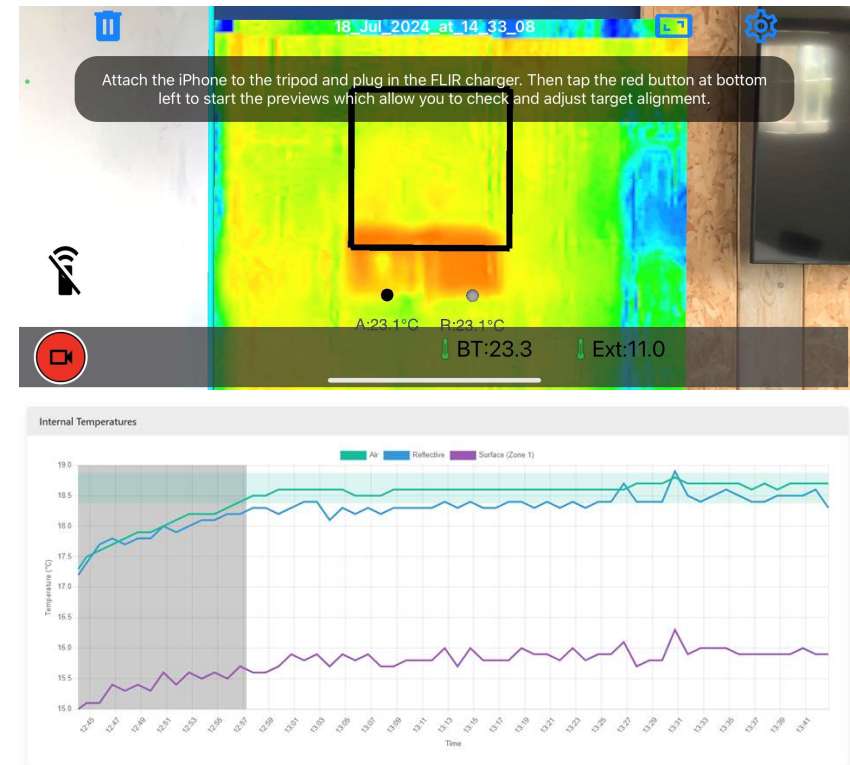 18_Jul_2024_at_14_33_08
Attach the iPhone to the tripod and plug in the FLIR charger. Then tap the red button at bottom
left to start the previews which allow you to check and adjust target alignment.
A:23.1°C R:23.1°C
BT:23.3 Ext:11.0
Internal Temperatures
Air Reflective Surface (Zone 1)
19.0
18.5
18.0
17.5
17.0
16.5
16.0
15.5
15.0
Temperature (°C)
12:45 12:47 12:49 12:51 12:53 12:55 12:57 12:59 13:01 13:03 13:05 13:07 13:09 13:11 13:13 13:15 13:17 13:19 13:21 13:23 13:25 13:27 13:29 13:31 13:33 13:35 13:37 13:39 13:41
Time